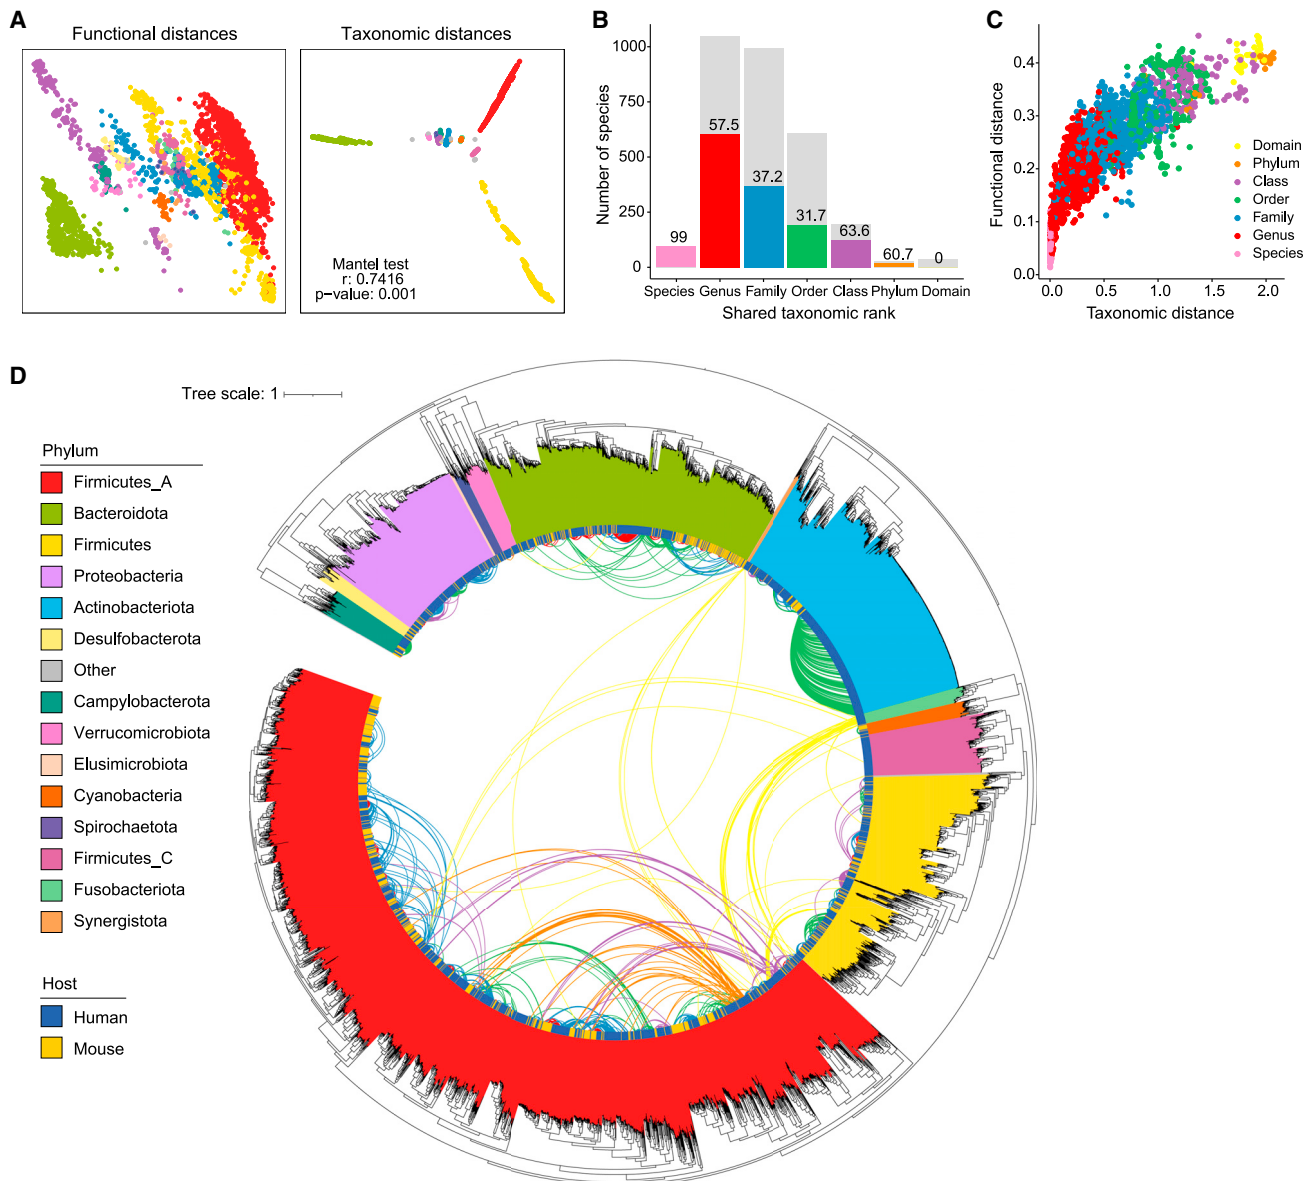 A
Functional distances
Taxonomic distances
Mantel test
r: 0.7416
p−value: 0.001
B
Number of species
1000
750
500
250
0
99
57.5
37.2
31.7
63.6
60.7
0
Species Genus Family Order Class Phylum Domain
Shared taxonomic rank
C
Functional distance
0.4
0.3
0.2
0.1
0.0
0.0 0.5 1.0 1.5 2.0
Taxonomic distance
Domain
Phylum
Class
Order
Family
Genus
Species
D
Tree scale: 1
Phylum
Firmicutes_A
Bacteroidota
Firmicutes
Proteobacteria
Actinobacteriota
Desulfobacterota
Other
Campylobacterota
Verrucomicrobiota
Elusimicrobiota
Cyanobacteria
Spirochaetota
Firmicutes_C
Fusobacteriota
Synergistota
Host
Human
Mouse